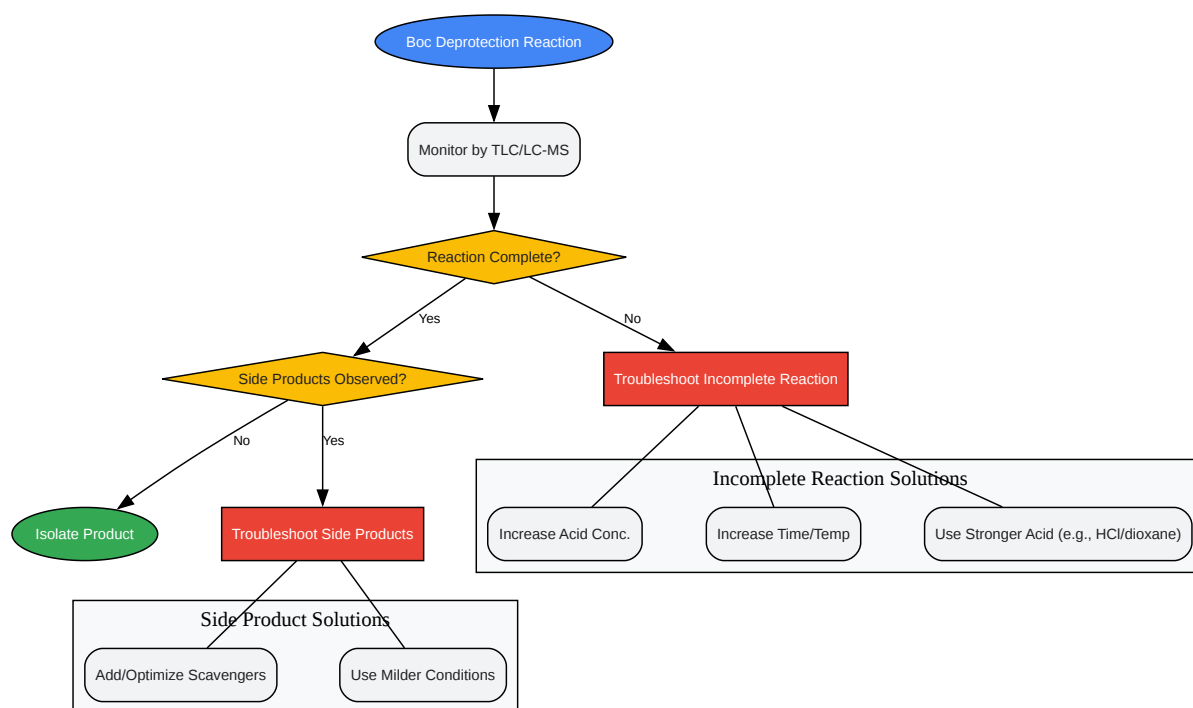 Boc Deprotection Reaction
Monitor by TLC/LC-MS
Reaction Complete?
Yes
No
Side Products Observed?
Troubleshoot Incomplete Reaction
No
Yes
Incomplete Reaction Solutions
Isolate Product
Troubleshoot Side Products
Increase Acid Conc.
Increase Time/Temp
Use Stronger Acid (e.g., HCl/dioxane)
Side Product Solutions
Add/Optimize Scavengers
Use Milder Conditions